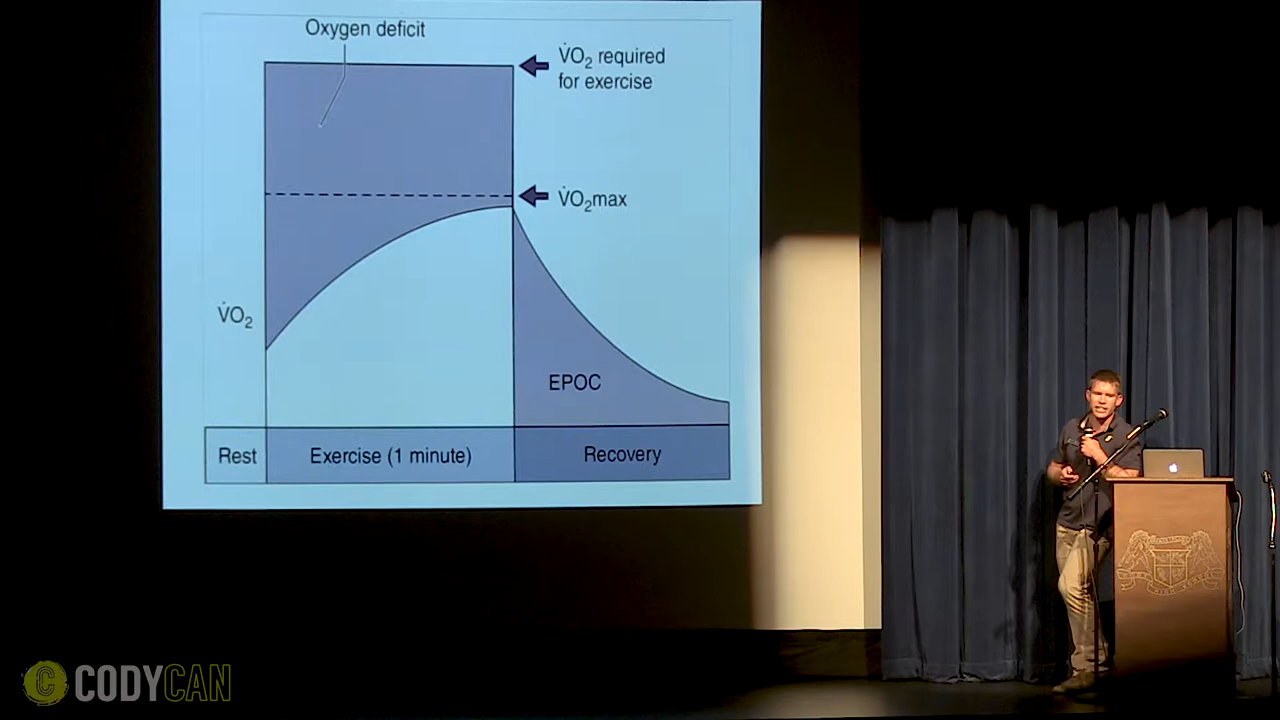 Oxygen deficit
V̇O₂ required
for exercise
V̇O₂max
V̇O₂
EPOC
Rest
Exercise (1 minute)
Recovery
CODYCAN